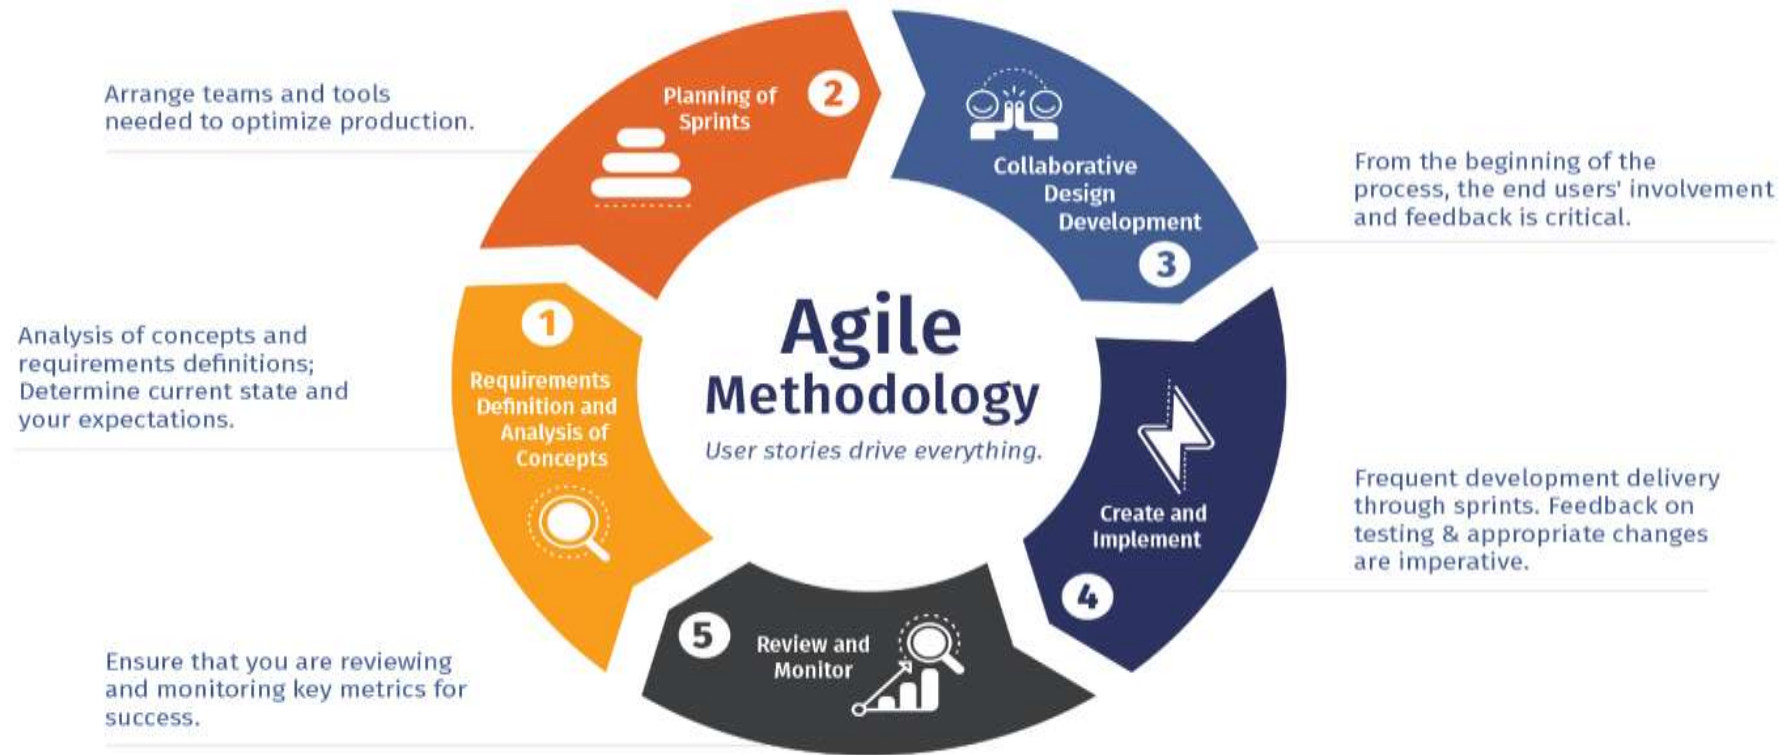 Agile
Methodology
User stories drive everything.
1
Requirements
Definition and
Analysis of
Concepts
Analysis of concepts and
requirements definitions;
Determine current state and
your expectations.
2
Planning of
Sprints
Arrange teams and tools
needed to optimize production.
Collaborative
Design
Development
3
From the beginning of the
process, the end users' involvement
and feedback is critical.
Create and
Implement
4
Frequent development delivery
through sprints. Feedback on
testing & appropriate changes
are imperative.
5
Review and
Monitor
Ensure that you are reviewing
and monitoring key metrics for
success.